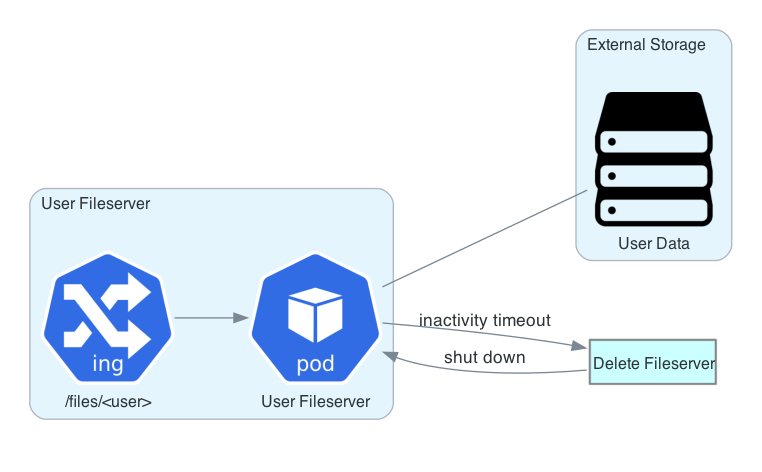 External Storage
User Data
User Fileserver
ing
pod
/files/<user>
User Fileserver
inactivity timeout
shut down
Delete Fileserver